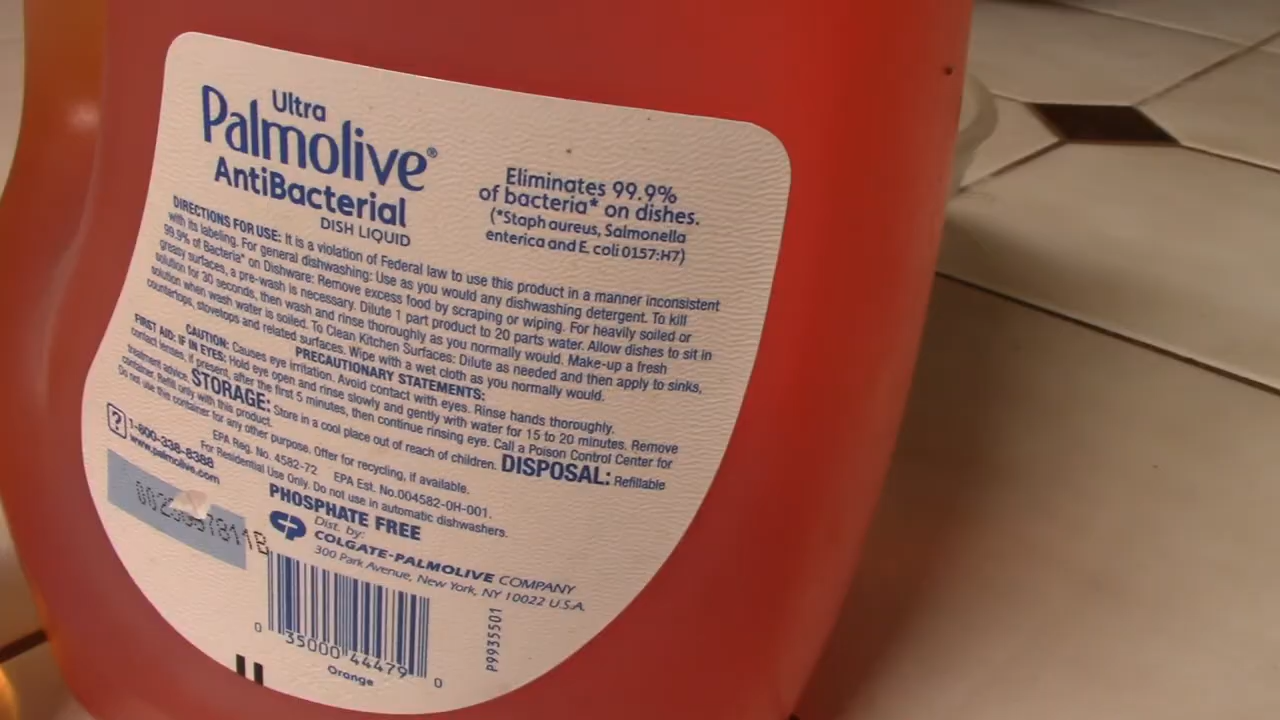 Ultra
Palmolive®
AntiBacterial
DISH LIQUID
Eliminates 99.9%
of bacteria* on dishes.
(*Staph aureus, Salmonella
enterica and E. coli 0157:H7)
DIRECTIONS FOR USE: It is a violation of Federal law to use this product in a manner inconsistent
with its labeling. For general dishwashing: Use as you would any dishwashing detergent. To kill
99.9% of Bacteria* on Dishware: Remove excess food by scraping or wiping. For heavily soiled or
greasy surfaces, a pre-wash is necessary. Dilute 1 part product to 20 parts water. Allow dishes to sit in
solution for 30 seconds, then wash and rinse thoroughly as you normally would. Make-up a fresh
solution when wash water is soiled. To Clean Kitchen Surfaces: Dilute as needed and then apply to sinks,
countertops, stovetops and related surfaces. Wipe with a wet cloth as you normally would.
PRECAUTIONARY STATEMENTS:
CAUTION: Causes eye irritation. Avoid contact with eyes. Rinse hands thoroughly.
FIRST AID: IF IN EYES: Hold eye open and rinse slowly and gently with water for 15 to 20 minutes. Remove
contact lenses, if present, after the first 5 minutes, then continue rinsing eye. Call a Poison Control Center for
treatment advice. STORAGE: Store in a cool place out of reach of children. DISPOSAL: Refillable
container. Refill only with this product.
Do not use this container for any other purpose. Offer for recycling, if available.
EPA Reg. No. 4582-72 EPA Est. No.004582-OH-001.
For Residential Use Only. Do not use in automatic dishwashers.
? 1-800-338-8388
www.palmolive.com
PHOSPHATE FREE
CP Dist. by:
COLGATE-PALMOLIVE COMPANY
300 Park Avenue, New York, NY 10022 U.S.A.
0 35000 44479 0
Orange
P9935501